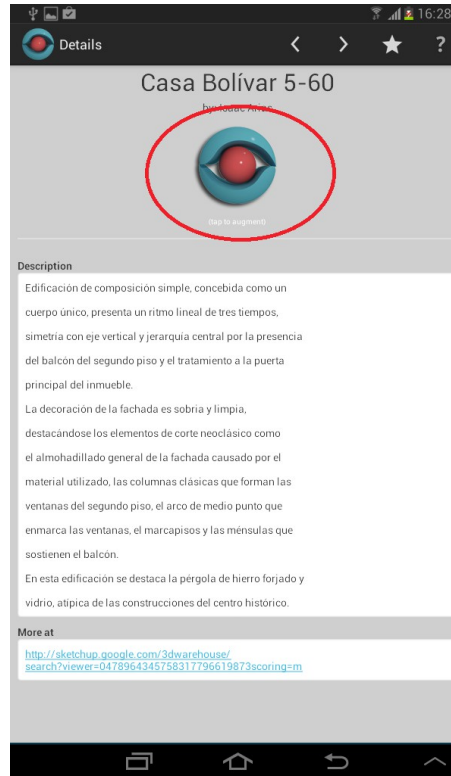 16:28
Details
?
Casa Bolívar 5-60
by: Isaac Arias
(tap to augment)
Description
Edificación de composición simple, concebida como un
cuerpo único, presenta un ritmo lineal de tres tiempos,
simetría con eje vertical y jerarquía central por la presencia
del balcón del segundo piso y el tratamiento a la puerta
principal del inmueble.
La decoración de la fachada es sobria y limpia,
destacándose los elementos de corte neoclásico como
el almohadillado general de la fachada causado por el
material utilizado, las columnas clásicas que forman las
ventanas del segundo piso, el arco de medio punto que
enmarca las ventanas, el marcapisos y las ménsulas que
sostienen el balcón.
En esta edificación se destaca la pérgola de hierro forjado y
vidrio, atípica de las construcciones del centro histórico.
More at
http://sketchup.google.com/3dwarehouse/
search?viewer=0478964345758317796619873scoring=m